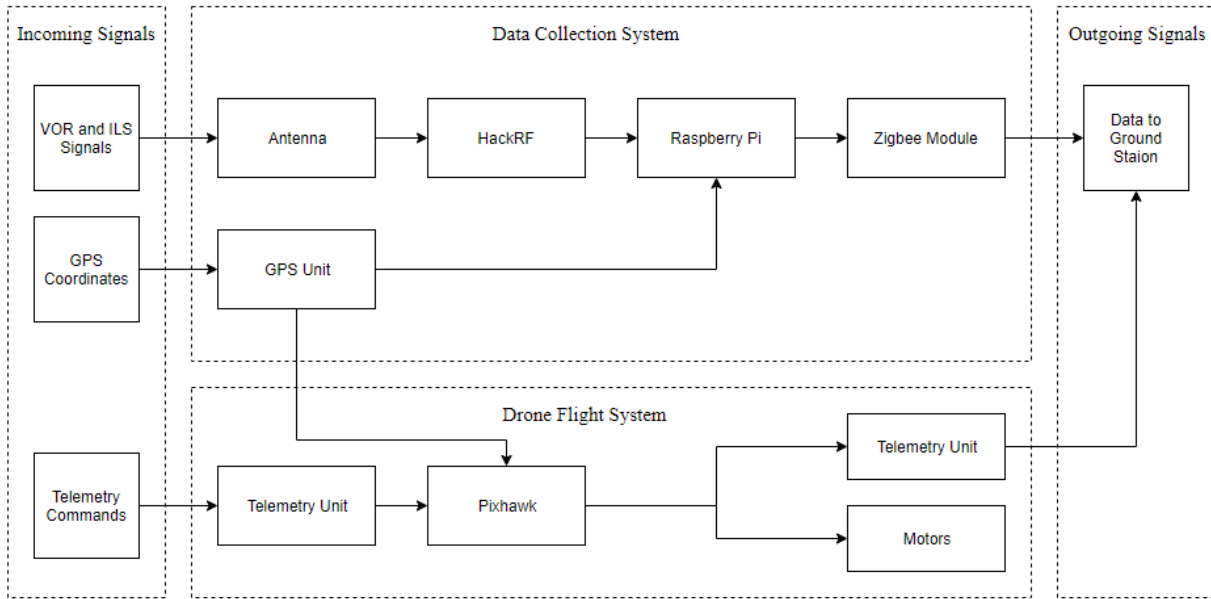 Incoming Signals
Data Collection System
Outgoing Signals
VOR and ILS
Signals
Antenna
HackRF
Raspberry Pi
Zigbee Module
Data to
Ground
Staion
GPS
Coordinates
GPS Unit
Drone Flight System
Telemetry Unit
Telemetry
Commands
Telemetry Unit
Pixhawk
Motors